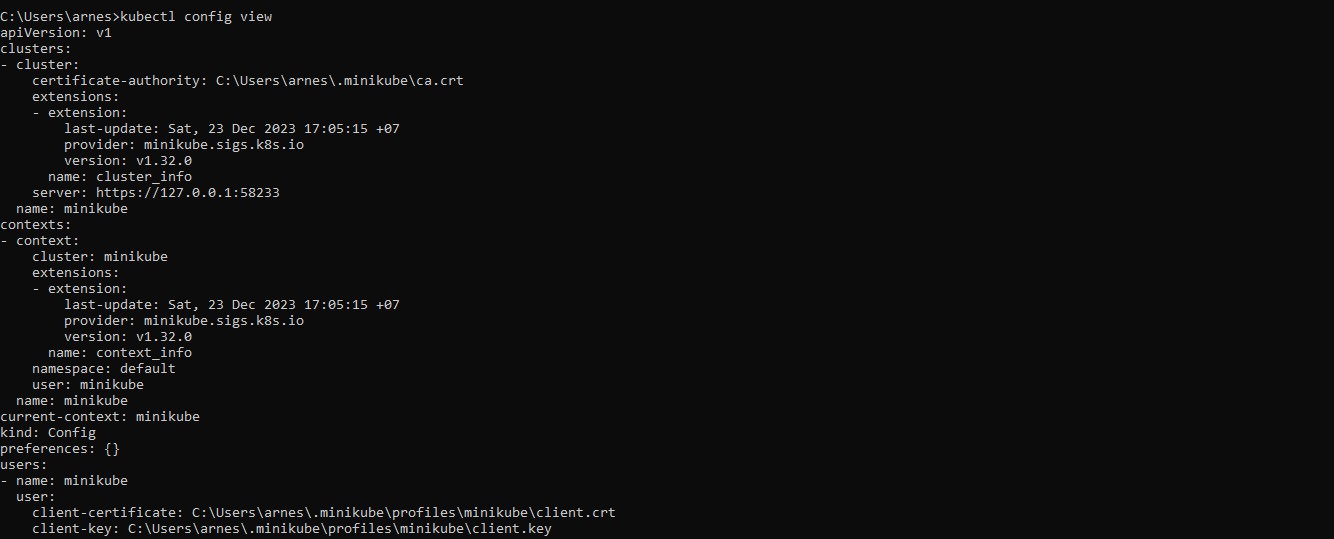 C:\Users\arnes>kubectl config view
apiVersion: v1
clusters:
- cluster:
    certificate-authority: C:\Users\arnes\.minikube\ca.crt
    extensions:
    - extension:
        last-update: Sat, 23 Dec 2023 17:05:15 +07
        provider: minikube.sigs.k8s.io
        version: v1.32.0
      name: cluster_info
    server: https://127.0.0.1:58233
  name: minikube
contexts:
- context:
    cluster: minikube
    extensions:
    - extension:
        last-update: Sat, 23 Dec 2023 17:05:15 +07
        provider: minikube.sigs.k8s.io
        version: v1.32.0
      name: context_info
    namespace: default
    user: minikube
  name: minikube
current-context: minikube
kind: Config
preferences: {}
users:
- name: minikube
  user:
    client-certificate: C:\Users\arnes\.minikube\profiles\minikube\client.crt
    client-key: C:\Users\arnes\.minikube\profiles\minikube\client.key